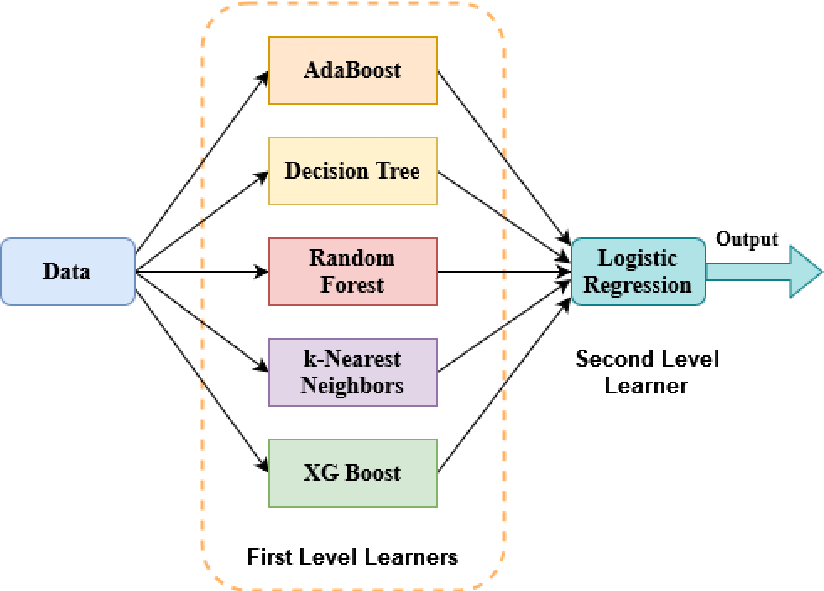 AdaBoost
Decision Tree
Data
Random
Forest
k-Nearest
Neighbors
XG Boost
First Level Learners
Logistic
Regression
Second Level
Learner
Output